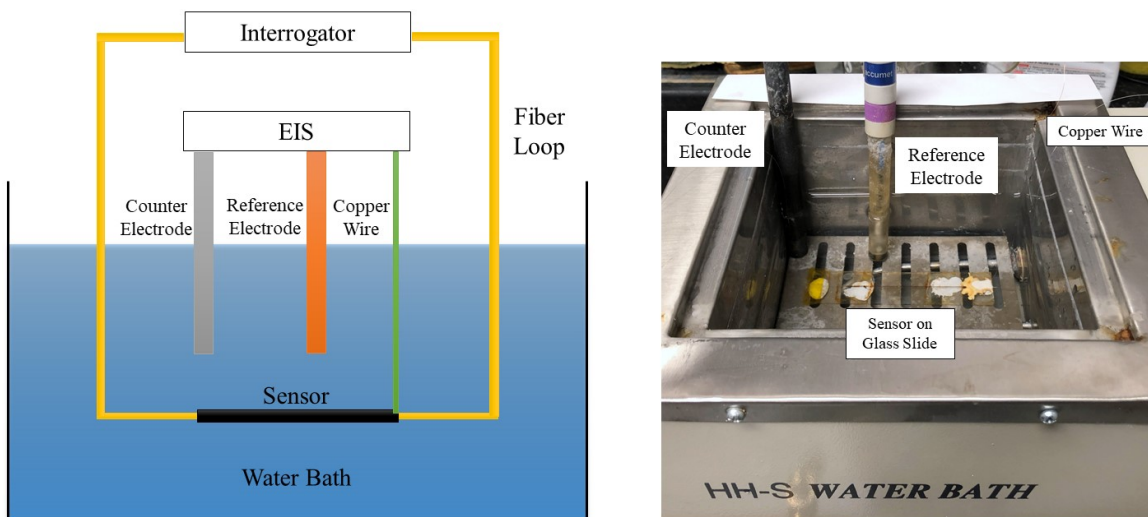 Interrogator
EIS
Fiber
Loop
Counter
Electrode
Reference
Electrode
Copper
Wire
Sensor
Water Bath
accumet
Counter
Electrode
Reference
Electrode
Copper Wire
Sensor on
Glass Slide
HH-S WATER BATH